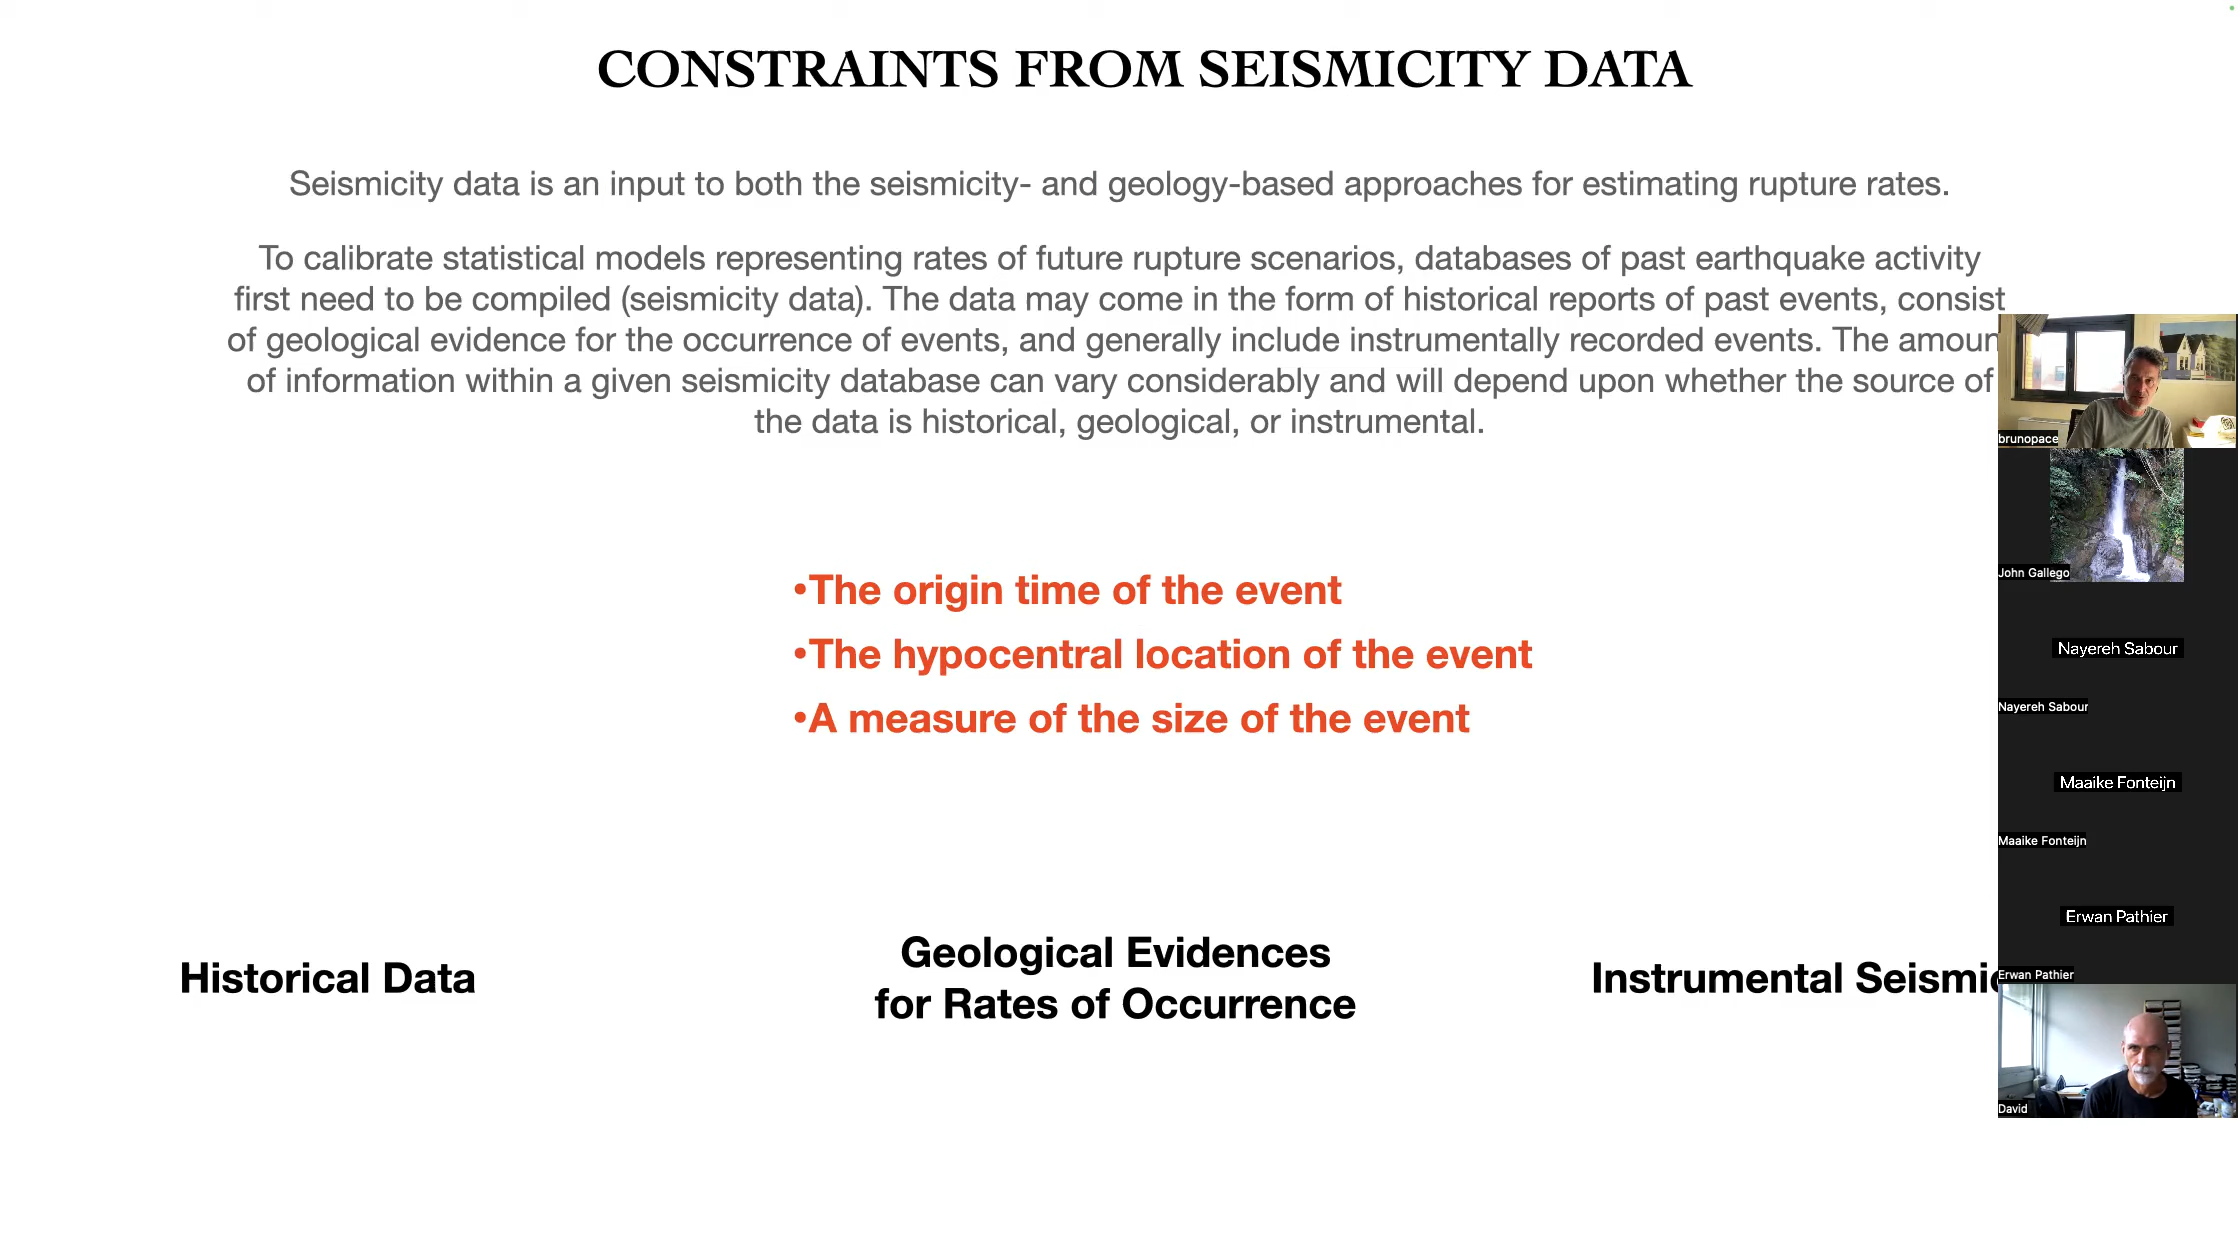 CONSTRAINTS FROM SEISMICITY DATA
Seismicity data is an input to both the seismicity- and geology-based approaches for estimating rupture rates.
To calibrate statistical models representing rates of future rupture scenarios, databases of past earthquake activity
first need to be compiled (seismicity data). The data may come in the form of historical reports of past events, consist
of geological evidence for the occurrence of events, and generally include instrumentally recorded events. The amoun
of information within a given seismicity database can vary considerably and will depend upon whether the source of
the data is historical, geological, or instrumental.
•The origin time of the event
•The hypocentral location of the event
•A measure of the size of the event
Historical Data
Geological Evidences
for Rates of Occurrence
Instrumental Seismic
brunopace
John Gallego
Nayereh Sabour
Nayereh Sabour
Maaike Fonteijn
Maaike Fonteijn
Erwan Pathier
Erwan Pathier
David